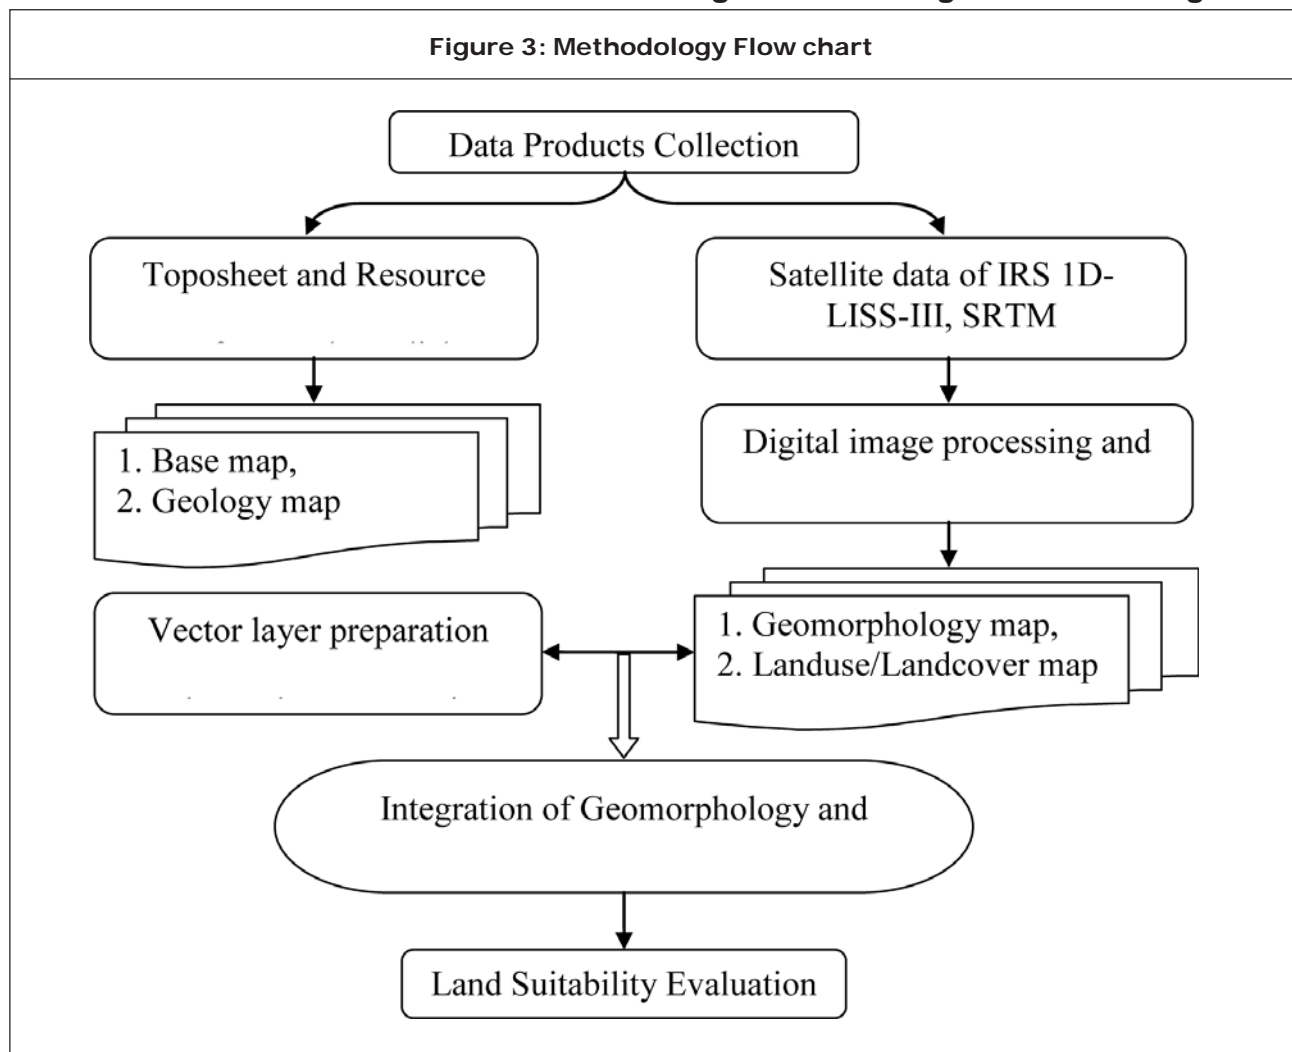 Figure 3: Methodology Flow chart
Data Products Collection
Toposheet and Resource
Satellite data of IRS 1D-
LISS-III, SRTM
1. Base map,
2. Geology map
Digital image processing and
Vector layer preparation
1. Geomorphology map,
2. Landuse/Landcover map
Integration of Geomorphology and
Land Suitability Evaluation